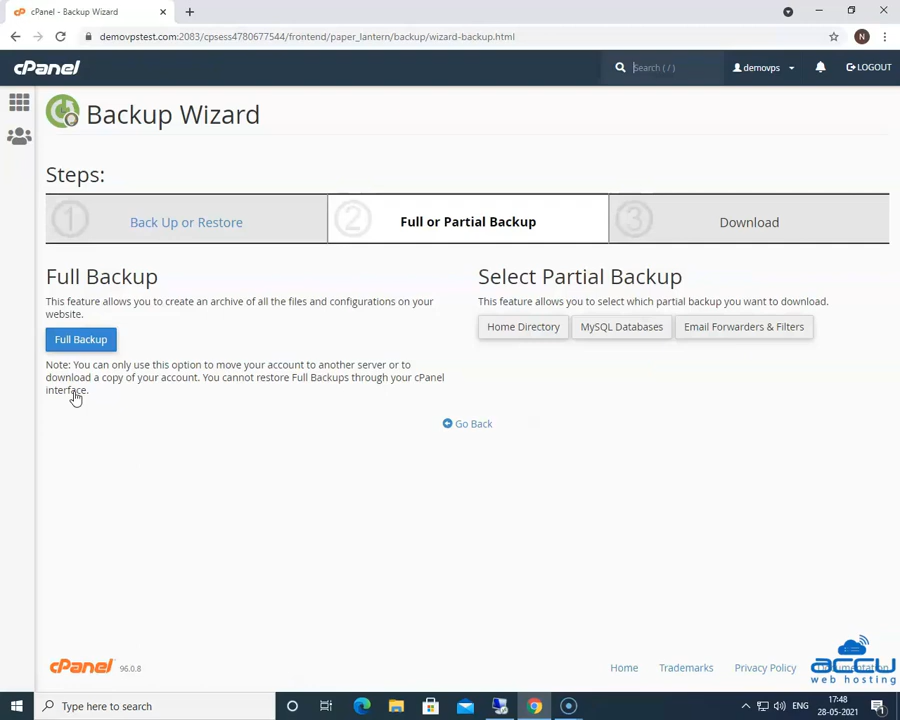 cPanel - Backup Wizard
demovpstest.com:2083/cpsess4780677544/frontend/paper_lantern/backup/wizard-backup.html
N
cPanel
Search ( / )
demovps
LOGOUT
Backup Wizard
Steps:
1 Back Up or Restore
2 Full or Partial Backup
3 Download
Full Backup
This feature allows you to create an archive of all the files and configurations on your
website.
Full Backup
Note: You can only use this option to move your account to another server or to
download a copy of your account. You cannot restore Full Backups through your cPanel
interface.
Select Partial Backup
This feature allows you to select which partial backup you want to download.
Home Directory
MySQL Databases
Email Forwarders & Filters
Go Back
cPanel 96.0.8
Home
Trademarks
Privacy Policy
Documentation
ACCU
web hosting
Type here to search
ENG
17:48
28-05-2021
1